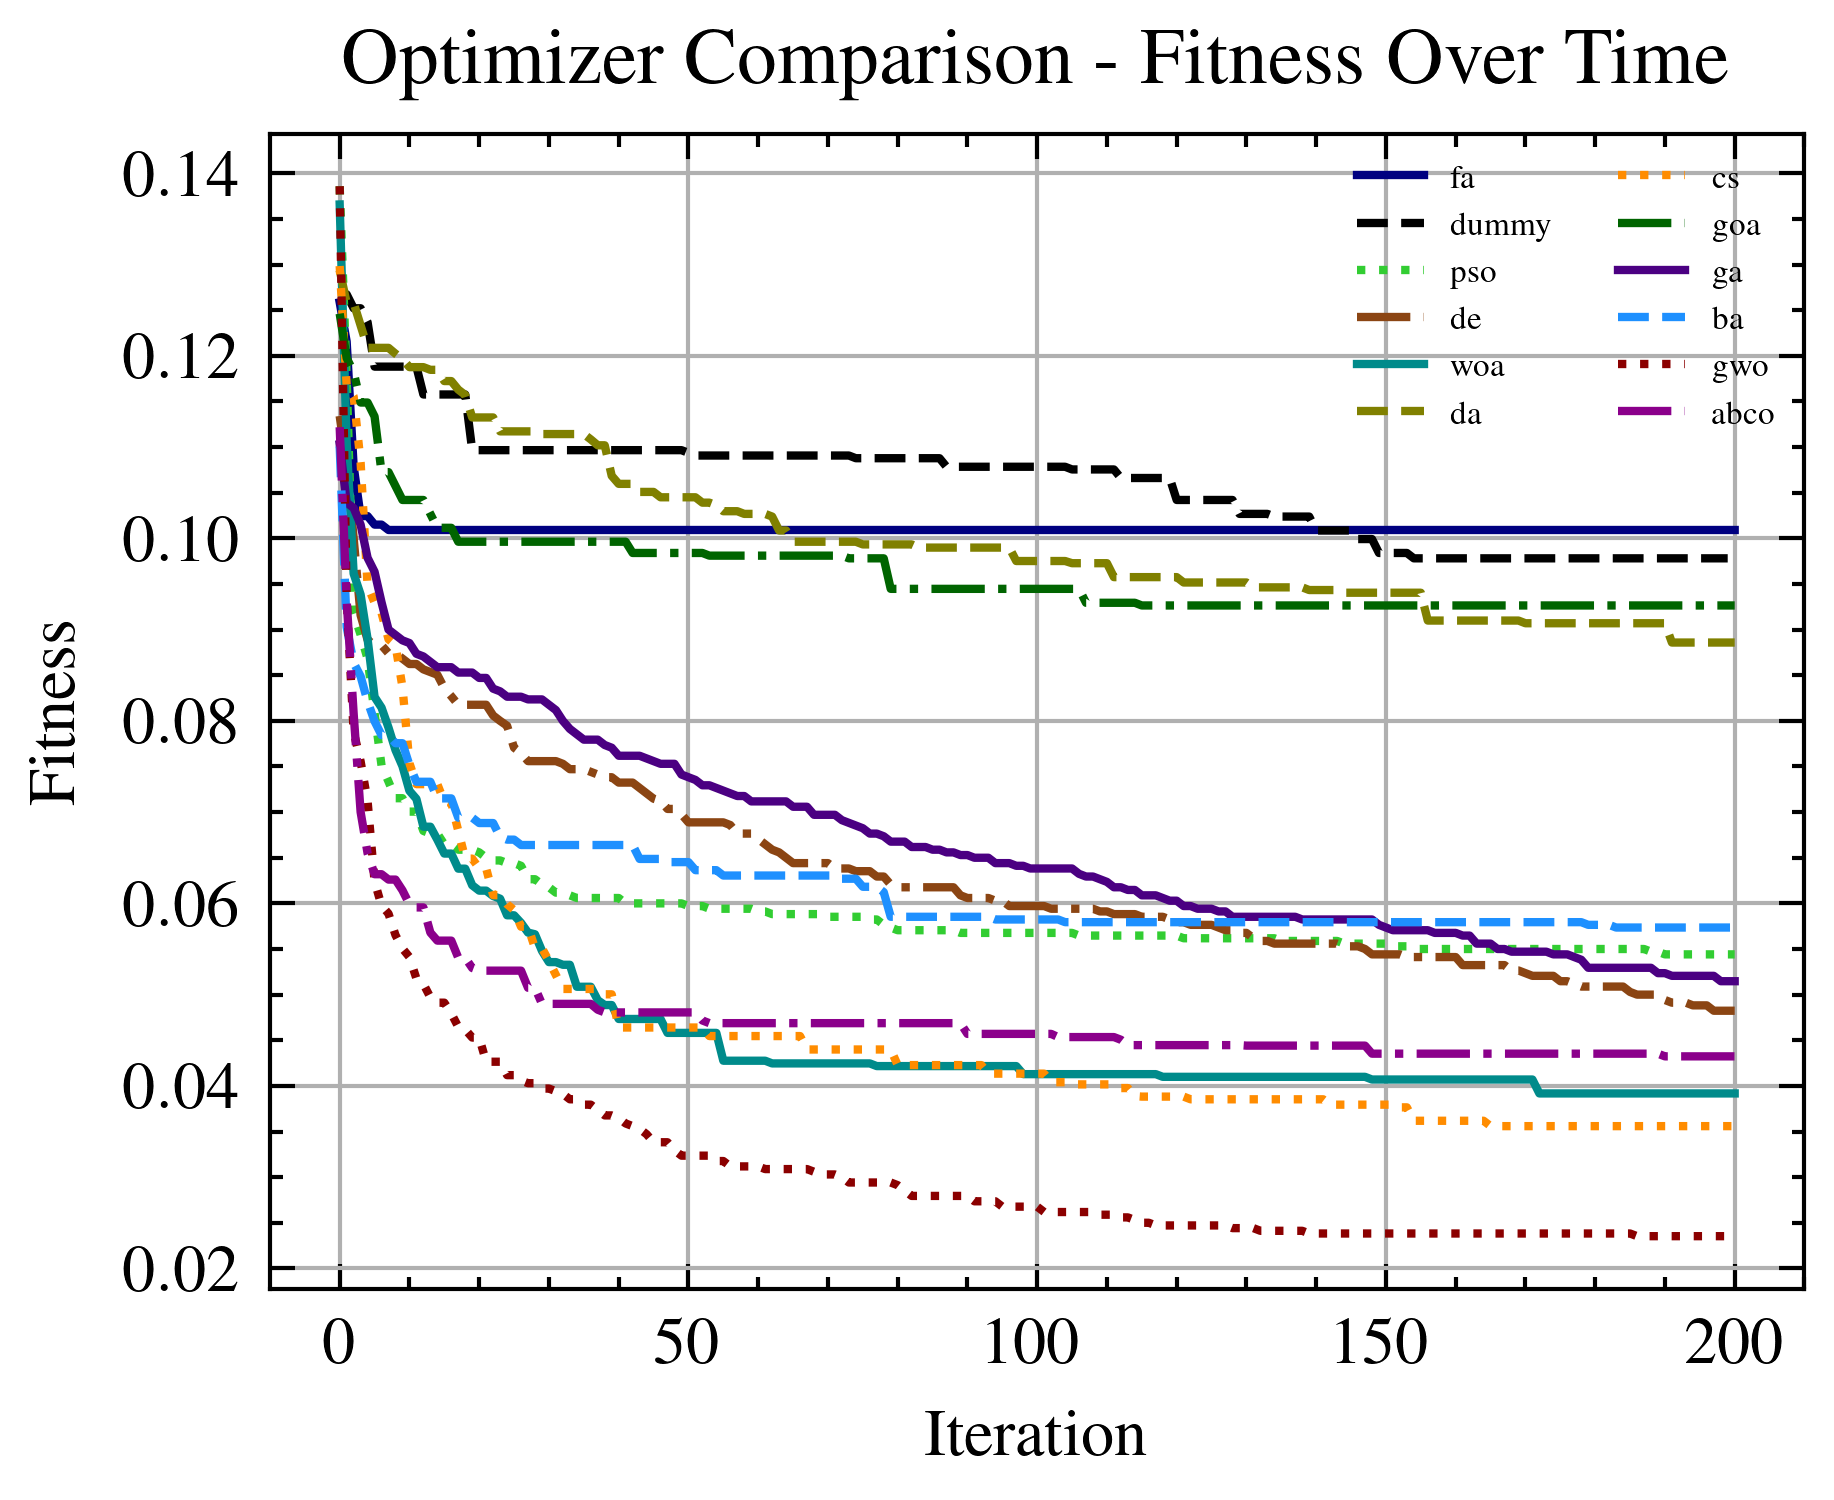 Optimizer Comparison - Fitness Over Time
0.14
0.12
0.10
0.08
0.06
0.04
0.02
Fitness
fa
dummy
pso
de
woa
da
cs
goa
ga
ba
gwo
abco
0
50
100
150
200
Iteration